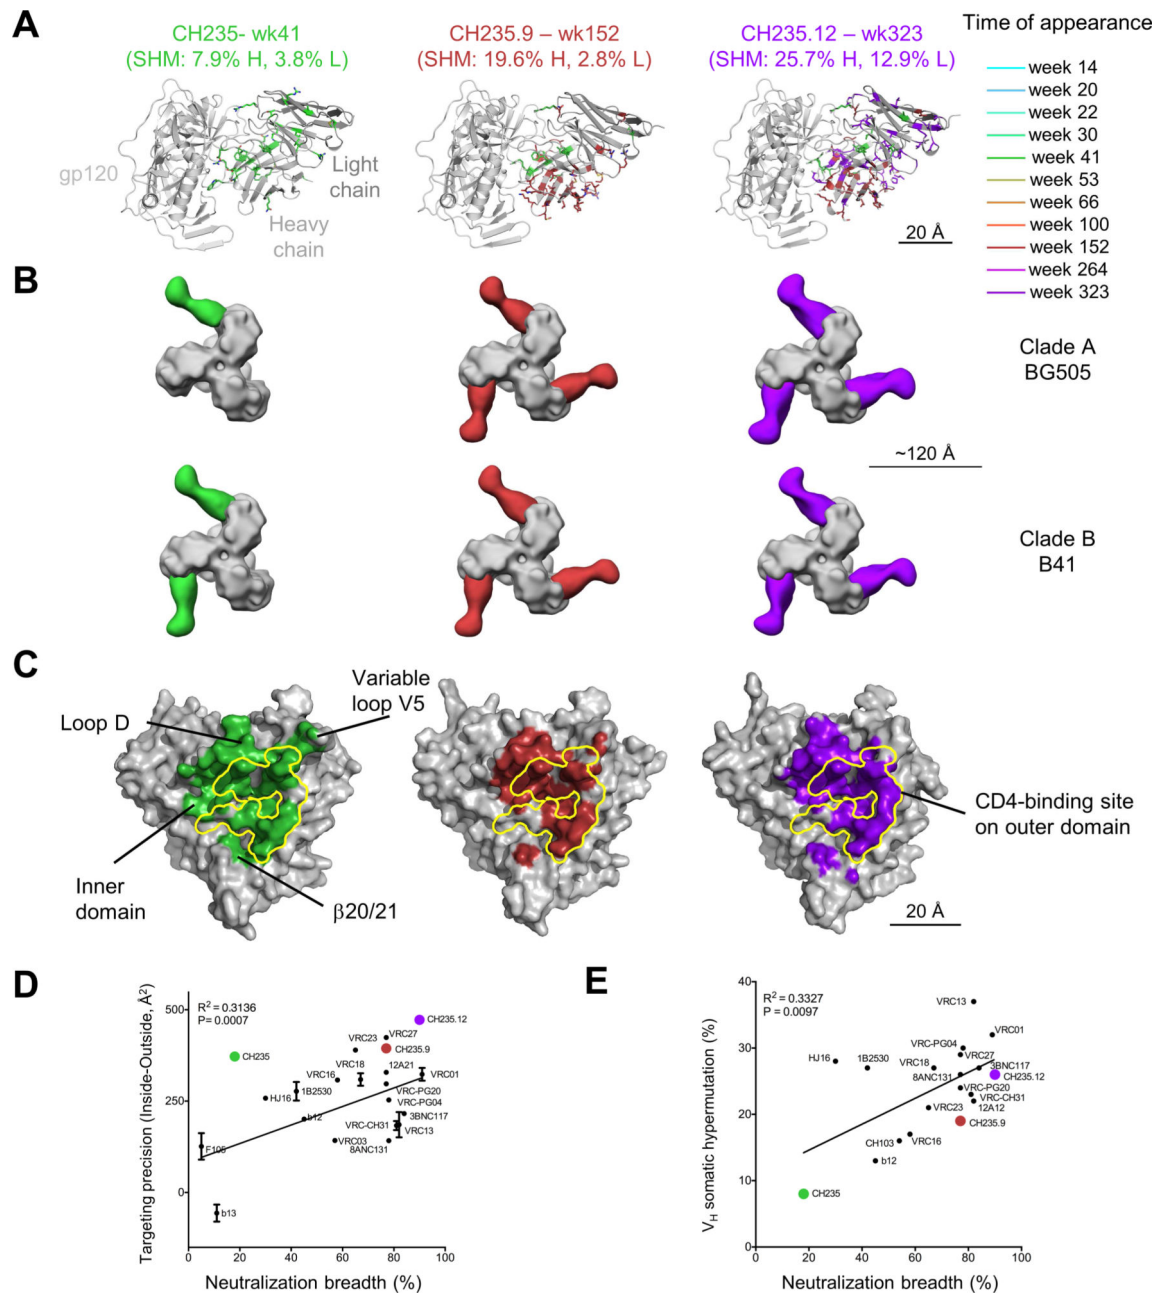 A
CH235- wk41
(SHM: 7.9% H, 3.8% L)
CH235.9 – wk152
(SHM: 19.6% H, 2.8% L)
CH235.12 – wk323
(SHM: 25.7% H, 12.9% L)
Time of appearance
week 14
week 20
week 22
week 30
week 41
week 53
week 66
week 100
week 152
week 264
week 323
gp120
Light
chain
Heavy
chain
20 Å
B
Clade A
BG505
~120 Å
Clade B
B41
C
Loop D
Variable
loop V5
Inner
domain
β20/21
CD4-binding site
on outer domain
20 Å
D
Targeting precision (Inside-Outside, Å²)
500
250
0
R² = 0.3136
P= 0.0007
CH235.12
VRC27
VRC23
CH235.9
CH235
VRC18
12A21
VRC16
VRC01
1B2530
HJ16
VRC-PG20
VRC-PG04
b12
3BNC117
VRC-CH31
VRC13
VRC03
8ANC131
F105
b13
0 20 40 60 80 100
Neutralization breadth (%)
E
V_H somatic hypermutation (%)
40
30
20
10
0
R² = 0.3327
P = 0.0097
VRC13
VRC01
VRC-PG04
HJ16
1B2530
VRC18
VRC27
3BNC117
8ANC131
CH235.12
VRC-PG20
VRC-CH31
VRC23
12A12
CH235.9
CH103
VRC16
b12
CH235
0 20 40 60 80 100
Neutralization breadth (%)